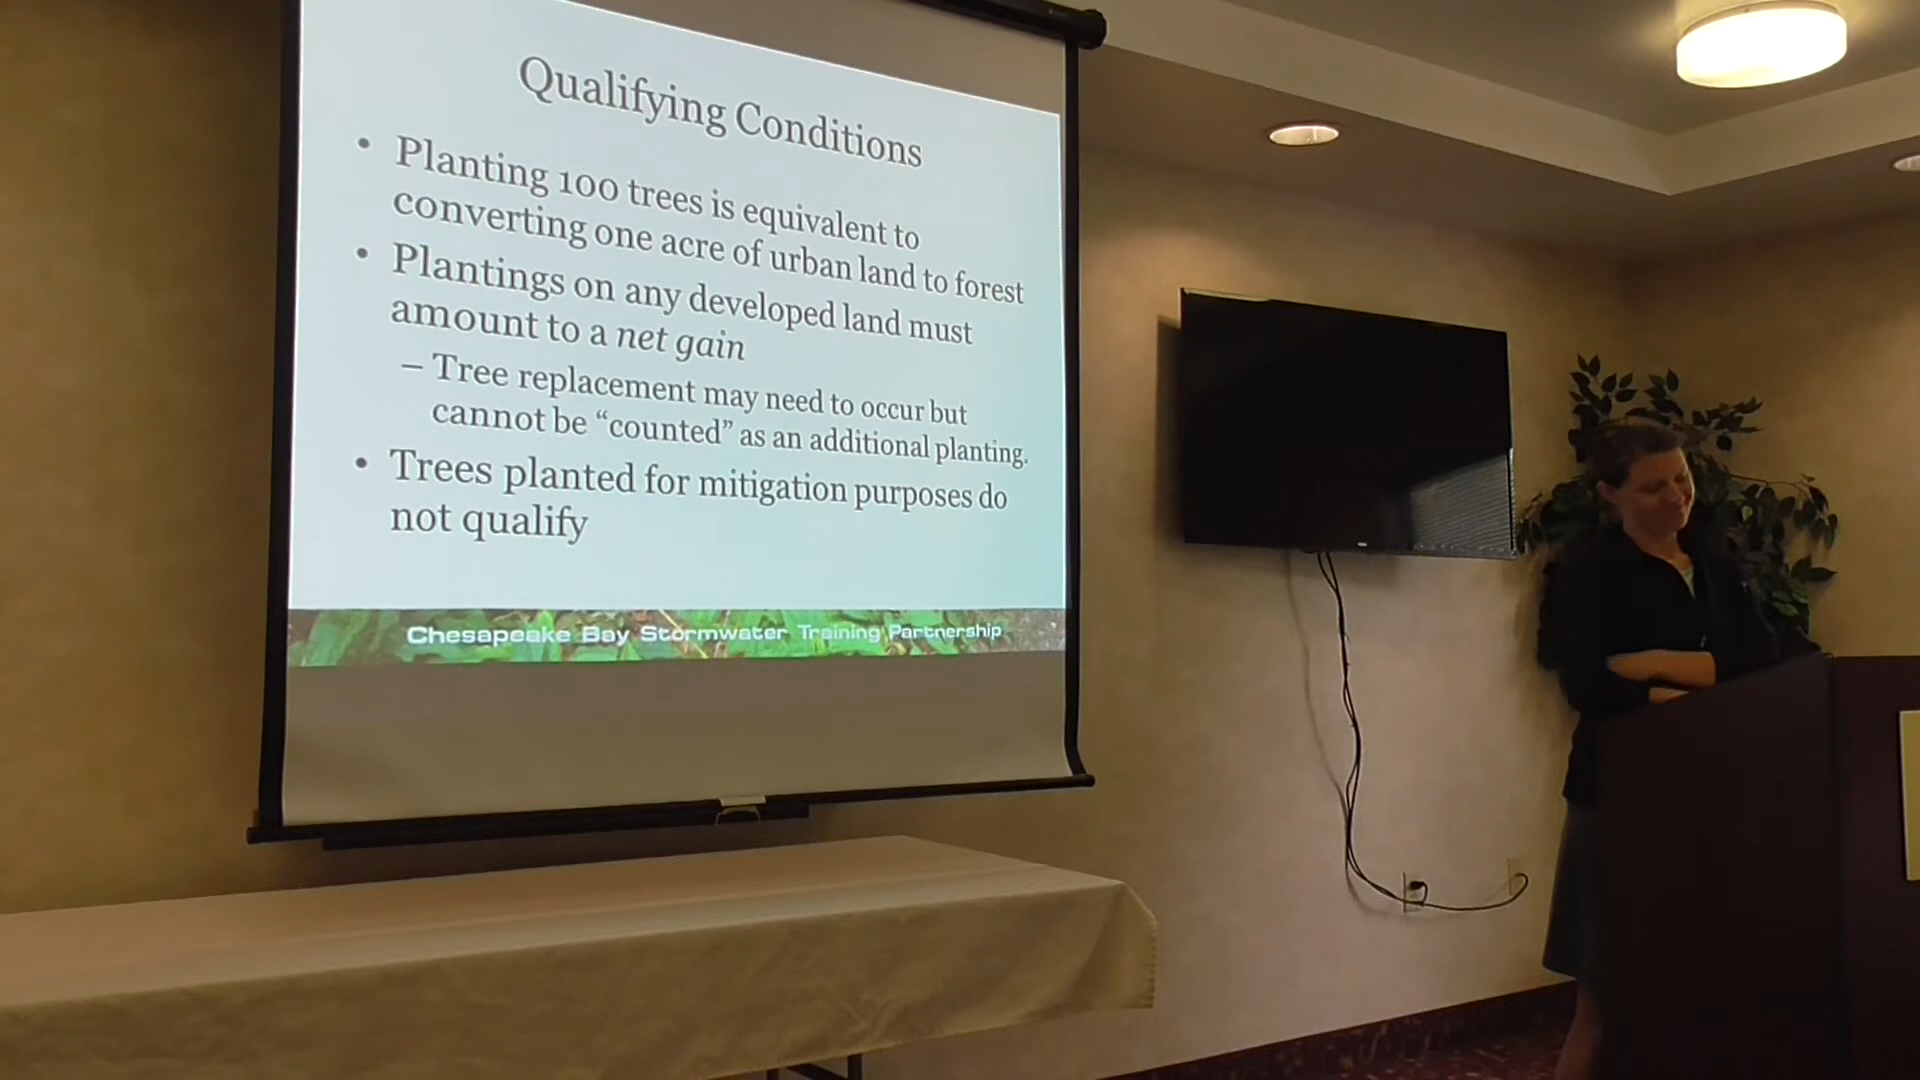 Qualifying Conditions
• Planting 100 trees is equivalent to
converting one acre of urban land to forest
• Plantings on any developed land must
amount to a net gain
– Tree replacement may need to occur but
cannot be “counted” as an additional planting.
• Trees planted for mitigation purposes do
not qualify
Chesapeake Bay Stormwater Training Partnership